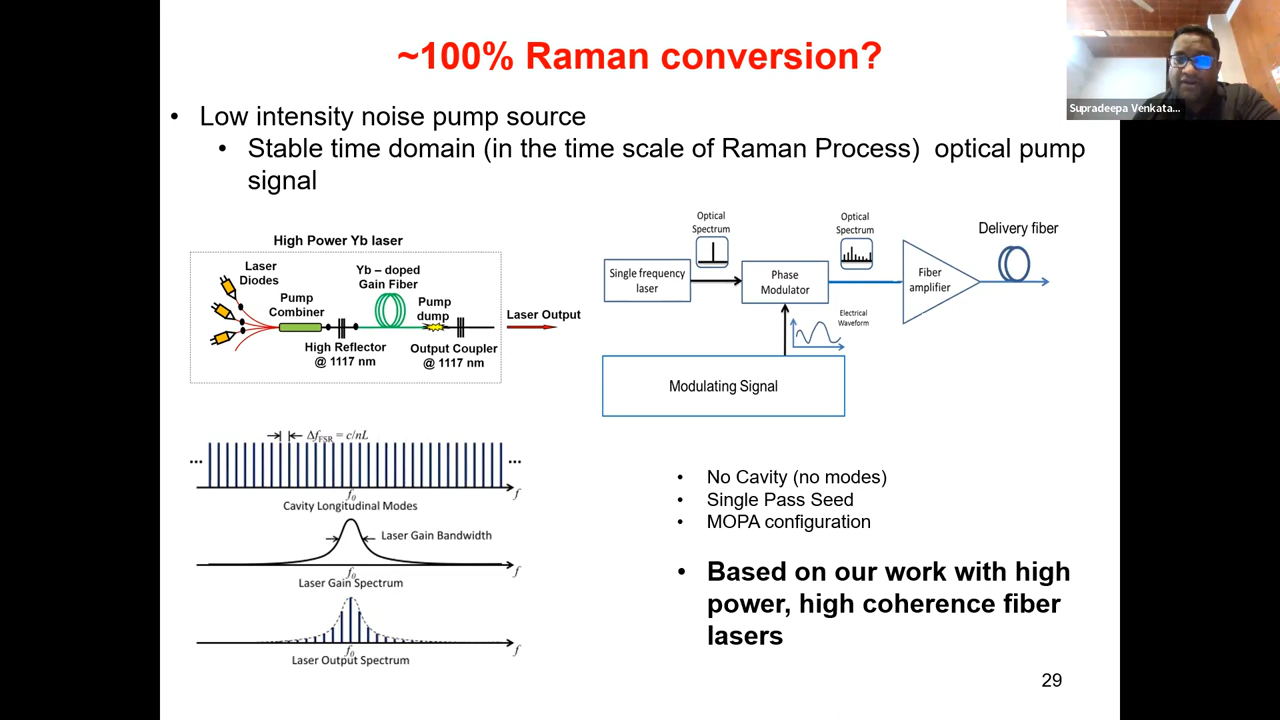 ~100% Raman conversion?
Supradeepa Venkata...
• Low intensity noise pump source
• Stable time domain (in the time scale of Raman Process) optical pump
signal
High Power Yb laser
Laser
Diodes
Pump
Combiner
Yb – doped
Gain Fiber
Pump
dump
High Reflector
@ 1117 nm
Output Coupler
@ 1117 nm
Laser Output
Optical
Spectrum
Optical
Spectrum
Delivery fiber
Single frequency
laser
Phase
Modulator
Fiber
amplifier
Electrical
Waveform
Modulating Signal
Δf_FSR = c/nL
... ...
f₀
f
Cavity Longitudinal Modes
Laser Gain Bandwidth
f₀
f
Laser Gain Spectrum
f₀
f
Laser Output Spectrum
• No Cavity (no modes)
• Single Pass Seed
• MOPA configuration
• Based on our work with high
power, high coherence fiber
lasers
29